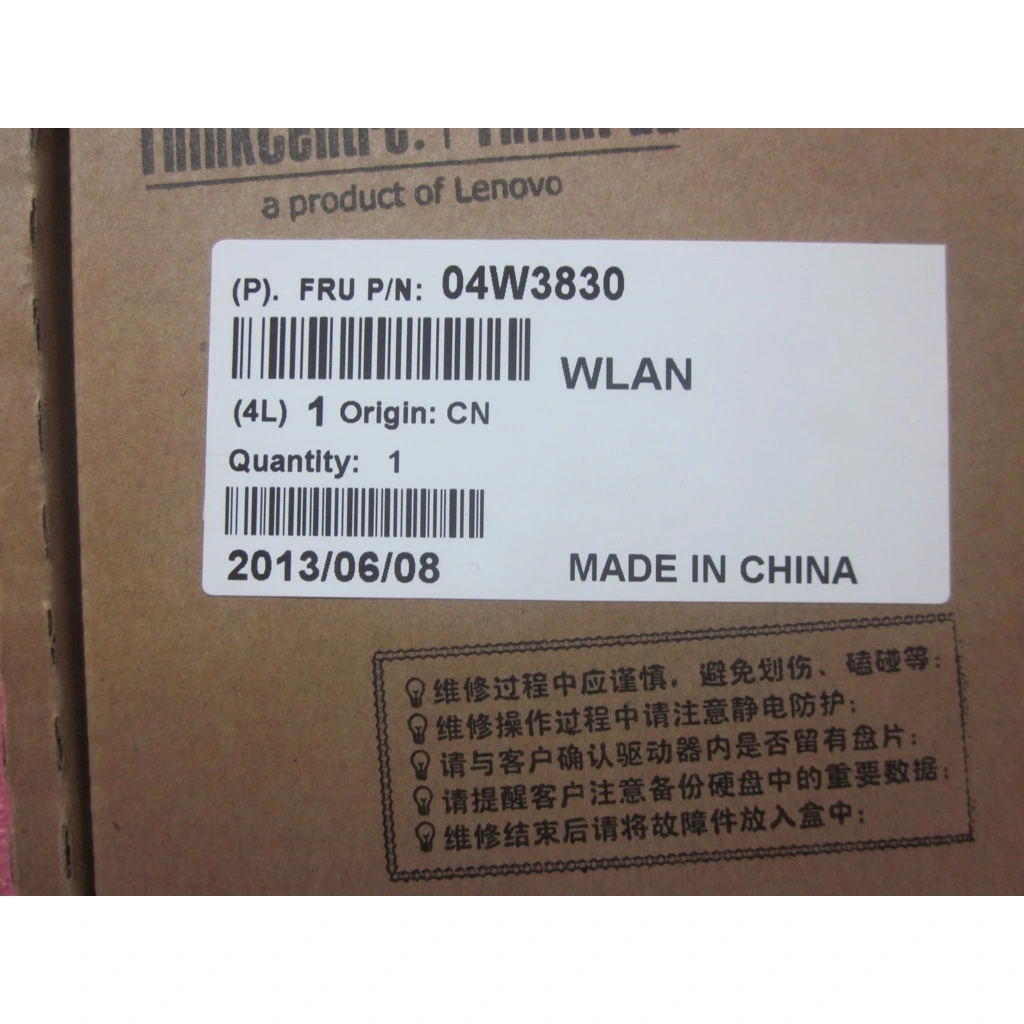 ThinkCentre. |
a product of Lenovo
(P). FRU P/N: 04W3830
WLAN
(4L) 1 Origin: CN
Quantity: 1
2013/06/08 MADE IN CHINA
维修过程中应谨慎，避免划伤、磕碰等；
维修操作过程中请注意静电防护；
请与客户确认驱动器内是否留有盘片；
请提醒客户注意备份硬盘中的重要数据；
维修结束后请将故障件放入盒中；